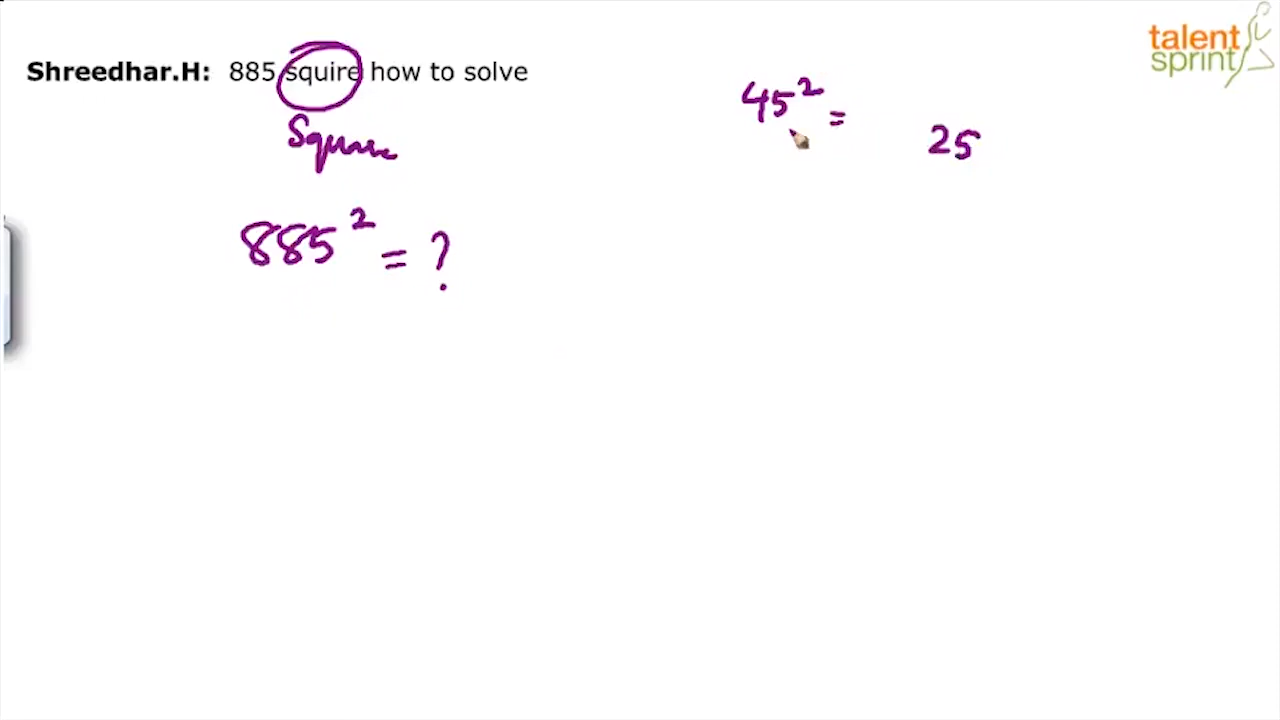 talent
sprint
Shreedhar.H: 885 squire how to solve
Square
45² =
25
885² = ?